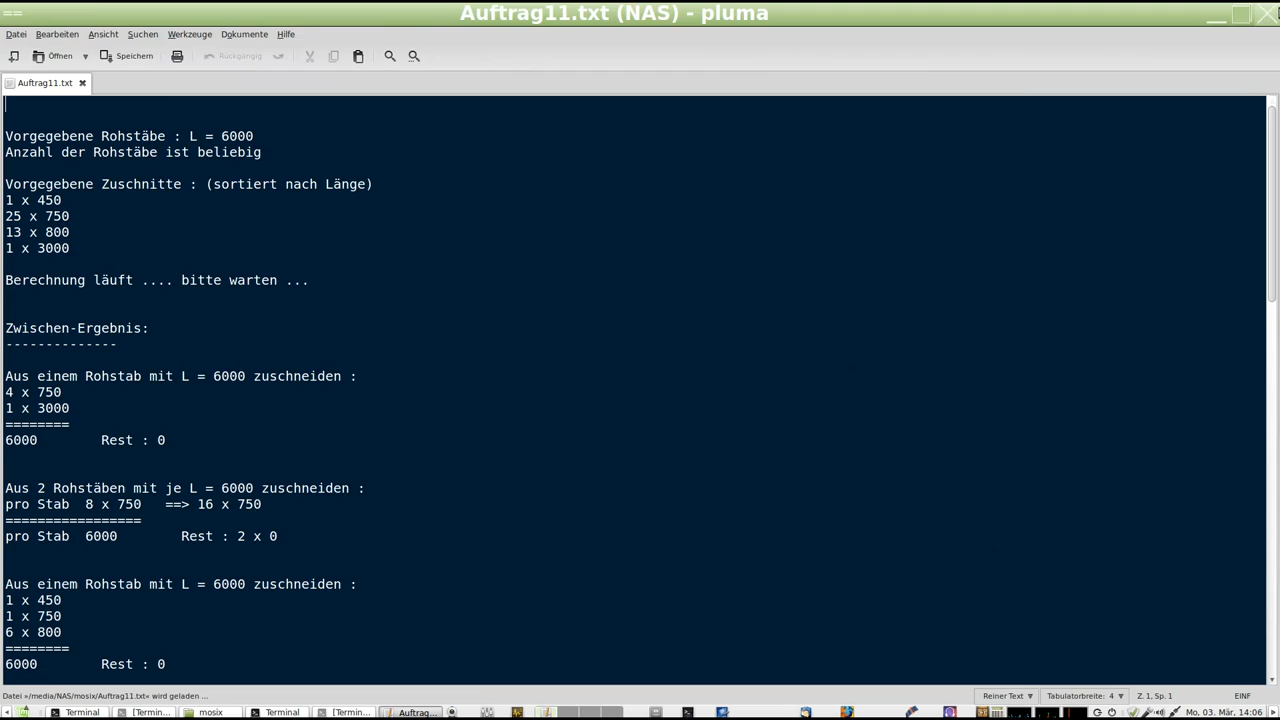 Auftrag11.txt (NAS) - pluma
Datei Bearbeiten Ansicht Suchen Werkzeuge Dokumente Hilfe
Öffnen Speichern Rückgängig
Auftrag11.txt
Vorgegebene Rohstäbe : L = 6000
Anzahl der Rohstäbe ist beliebig
Vorgegebene Zuschnitte : (sortiert nach Länge)
1 x 450
25 x 750
13 x 800
1 x 3000
Berechnung läuft .... bitte warten ...
Zwischen-Ergebnis:
--------------
Aus einem Rohstab mit L = 6000 zuschneiden :
4 x 750
1 x 3000
========
6000        Rest : 0
Aus 2 Rohstäben mit je L = 6000 zuschneiden :
pro Stab  8 x 750   ==> 16 x 750
=================
pro Stab  6000        Rest : 2 x 0
Aus einem Rohstab mit L = 6000 zuschneiden :
1 x 450
1 x 750
6 x 800
========
6000        Rest : 0
Datei »/media/NAS/mosix/Auftrag11.txt« wird geladen ... Reiner Text Tabulatorbreite: 4 Z. 1, Sp. 1 EINF
Terminal [Termin... mosix Terminal [Termin... Auftrag... Mo, 03. Mär, 14:06